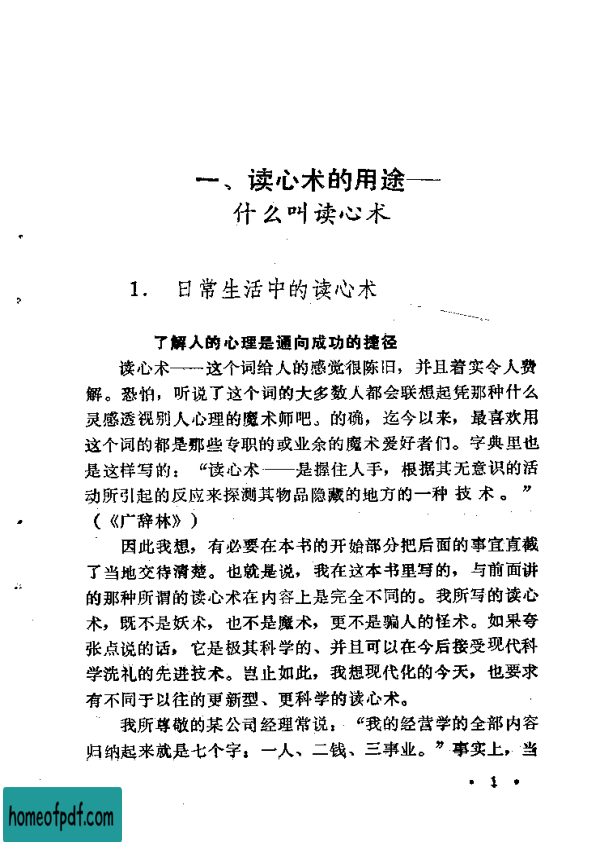 一、读心术的用途——
什么叫读心术
1. 日常生活中的读心术
了解人的心理是通向成功的捷径
读心术——这个词给人的感觉很陈旧，并且着实令人费
解。恐怕，听说了这个词的大多数人都会联想起凭那种什么
灵感透视别人心理的魔术师吧。的确，迄今以来，最喜欢用
这个词的都是那些专职的或业余的魔术爱好者们。字典里也
是这样写的：“读心术——是握住人手，根据其无意识的活
动所引起的反应来探测其物品隐藏的地方的一种技术。”
（《广辞林》）
因此我想，有必要在本书的开始部分把后面的事宜直截
了当地交待清楚。也就是说，我在这本书里写的，与前面讲
的那种所谓的读心术在内容上是完全不同的。我所写的读心
术，既不是妖术，也不是魔术，更不是骗人的怪术。如果夸
张点说的话，它是极其科学的、并且可以在今后接受现代科
学洗礼的先进技术。岂止如此，我想现代化的今天，也要求
有不同于以往的更新型、更科学的读心术。
我所尊敬的某公司经理常说：“我的经营学的全部内容
归纳起来就是七个字：一人、二钱、三事业。”事实上，当
· 1 ·
homeofpdf.com